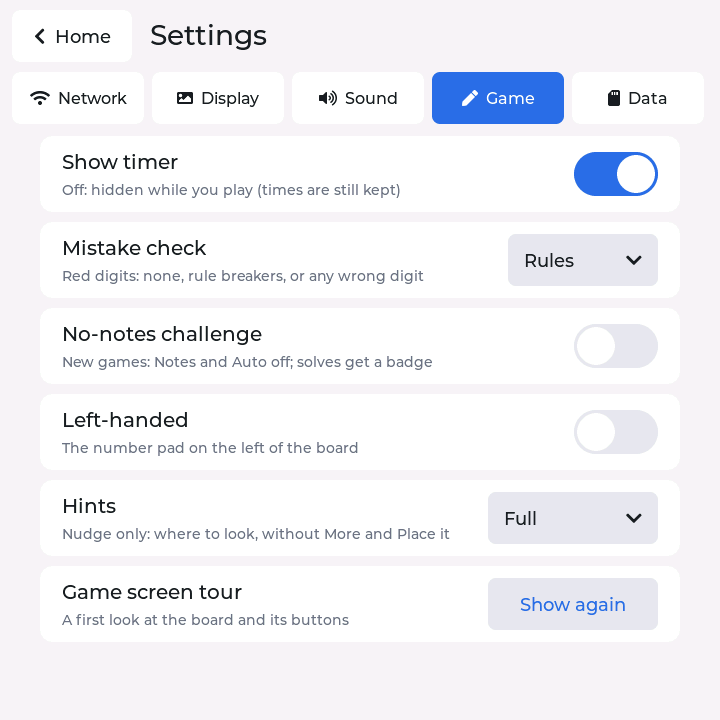 Home
Settings
Network
Display
Sound
Game
Data
Show timer
Off: hidden while you play (times are still kept)
Mistake check
Red digits: none, rule breakers, or any wrong digit
Rules
No-notes challenge
New games: Notes and Auto off; solves get a badge
Left-handed
The number pad on the left of the board
Hints
Nudge only: where to look, without More and Place it
Full
Game screen tour
A first look at the board and its buttons
Show again